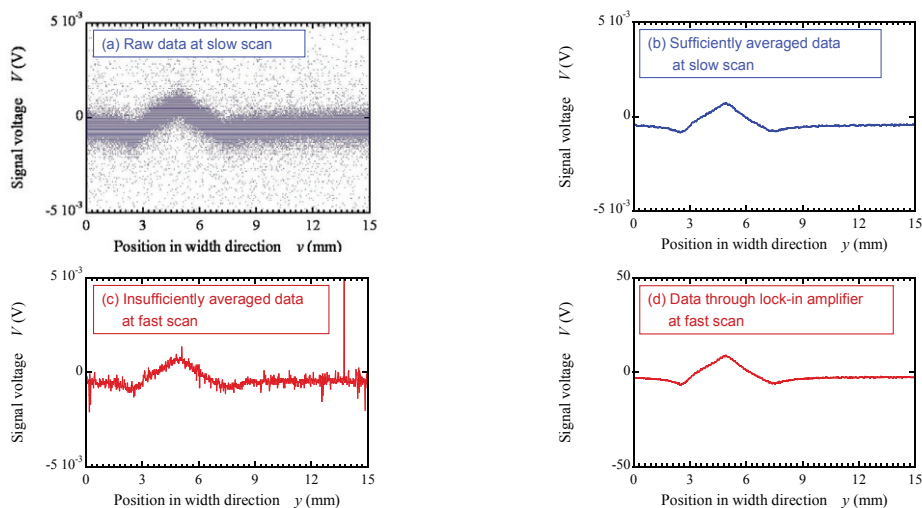 5 10⁻³
(a) Raw data at slow scan
Signal voltage V (V)
0
-5 10⁻³
0 3 6 9 12 15
Position in width direction y (mm)
5 10⁻³
(b) Sufficiently averaged data
at slow scan
Signal voltage V (V)
0
-5 10⁻³
0 3 6 9 12 15
Position in width direction y (mm)
5 10⁻³
(c) Insufficiently averaged data
at fast scan
Signal voltage V (V)
0
-5 10⁻³
0 3 6 9 12 15
Position in width direction y (mm)
50
(d) Data through lock-in amplifier
at fast scan
Signal voltage V (V)
0
-50
0 3 6 9 12 15
Position in width direction y (mm)